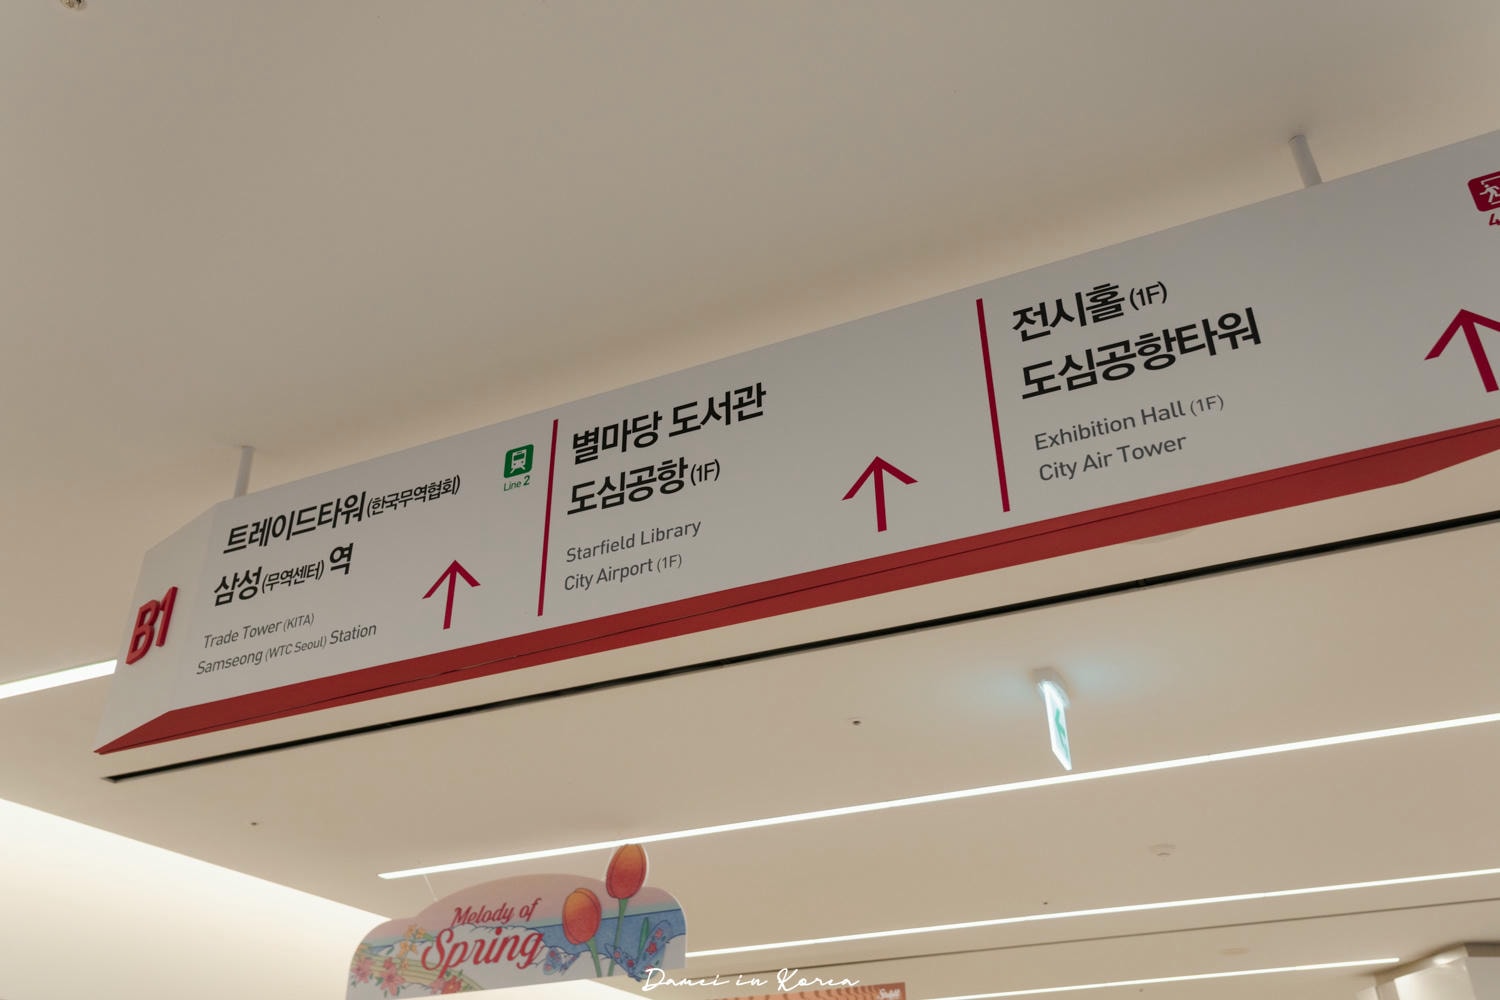 B1
트레이드타워(한국무역협회)
삼성(무역센터) 역
Trade Tower (KITA)
Samseong (WTC Seoul) Station
Line 2
별마당 도서관
도심공항(1F)
Starfield Library
City Airport (1F)
전시홀(1F)
도심공항타워
Exhibition Hall (1F)
City Air Tower
Melody of
Spring
Damei in Korea